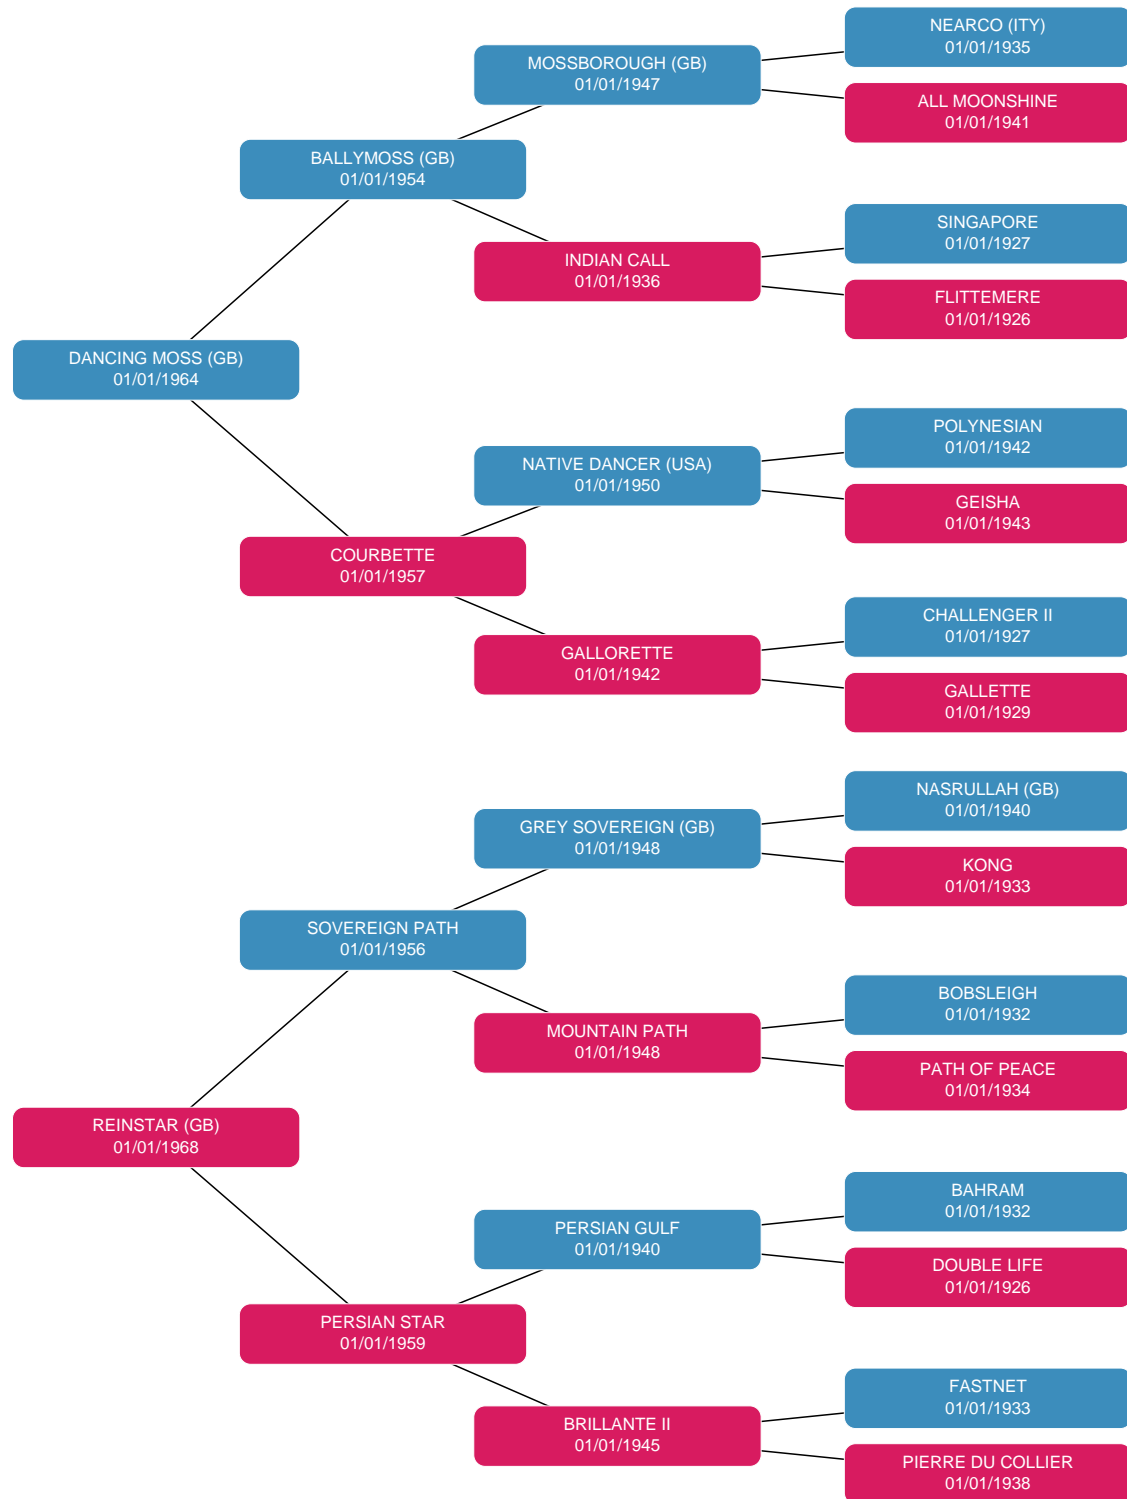 NEARCO (ITY)
01/01/1935
MOSSBOROUGH (GB)
01/01/1947
ALL MOONSHINE
01/01/1941
BALLYMOSS (GB)
01/01/1954
SINGAPORE
01/01/1927
INDIAN CALL
01/01/1936
FLITTEMERE
01/01/1926
DANCING MOSS (GB)
01/01/1964
POLYNESIAN
01/01/1942
NATIVE DANCER (USA)
01/01/1950
GEISHA
01/01/1943
COURBETTE
01/01/1957
CHALLENGER II
01/01/1927
GALLORETTE
01/01/1942
GALLETTE
01/01/1929
NASRULLAH (GB)
01/01/1940
GREY SOVEREIGN (GB)
01/01/1948
KONG
01/01/1933
SOVEREIGN PATH
01/01/1956
BOBSLEIGH
01/01/1932
MOUNTAIN PATH
01/01/1948
PATH OF PEACE
01/01/1934
REINSTAR (GB)
01/01/1968
BAHRAM
01/01/1932
PERSIAN GULF
01/01/1940
DOUBLE LIFE
01/01/1926
PERSIAN STAR
01/01/1959
FASTNET
01/01/1933
BRILLANTE II
01/01/1945
PIERRE DU COLLIER
01/01/1938